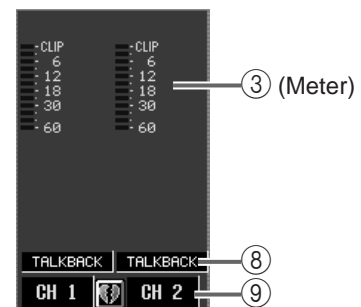 CLIP CLIP
6 6
12 12
18 18 ③ (Meter)
30 30
60 60
TALKBACK TALKBACK ⑧
CH 1 CH 2 ⑨